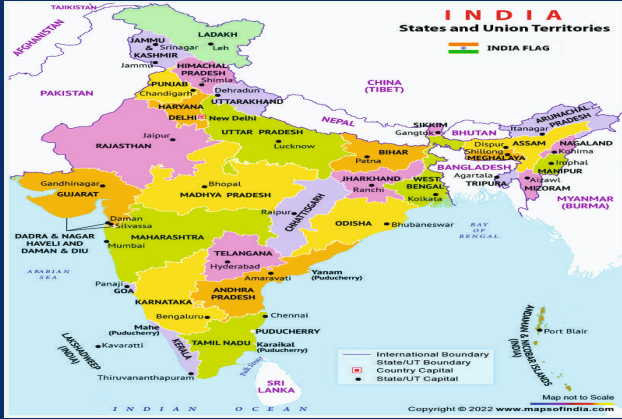 INDIA
States and Union Territories
INDIA FLAG
TAJIKISTAN
AFGHANISTAN
LADAKH
Leh
JAMMU
&
KASHMIR
Srinagar
Jammu
HIMACHAL
PRADESH
Shimla
PUNJAB
Chandigarh
Dehradun
UTTARAKHAND
CHINA
(TIBET)
PAKISTAN
HARYANA
DELHI
New Delhi
NEPAL
SIKKIM
Gangtok
BHUTAN
ARUNACHAL
PRADESH
Itanagar
RAJASTHAN
Jaipur
UTTAR PRADESH
Lucknow
BIHAR
Patna
Dispur
ASSAM
Shillong
MEGHALAYA
NAGALAND
Kohima
Imphal
MANIPUR
BANGLADESH
Agartala
TRIPURA
Aizawl
MIZORAM
MYANMAR
(BURMA)
Gandhinagar
GUJARAT
Bhopal
MADHYA PRADESH
JHARKHAND
Ranchi
WEST
BENGAL
Kolkata
CHHATTISGARH
Raipur
ODISHA
Bhubaneswar
BAY
OF
BENGAL
Daman
Silvassa
DADRA & NAGAR
HAVELI AND
DAMAN & DIU
Mumbai
MAHARASHTRA
TELANGANA
Hyderabad
ARABIAN
SEA
Panaji
GOA
KARNATAKA
Bengaluru
Amaravati
ANDHRA
PRADESH
Yanam
(Puducherry)
Chennai
PUDUCHERRY
Mahe
(Puducherry)
KERALA
TAMIL NADU
Karaikal
(Puducherry)
LAKSHADWEEP
(INDIA)
Kavaratti
Thiruvananthapuram
Palk Strait
SRI
LANKA
ANDAMAN & NICOBAR ISLANDS
(INDIA)
Port Blair
International Boundary
State/UT Boundary
Country Capital
State/UT Capital
Map not to Scale
INDIAN OCEAN
Copyright © 2022 www.mapsofindia.com